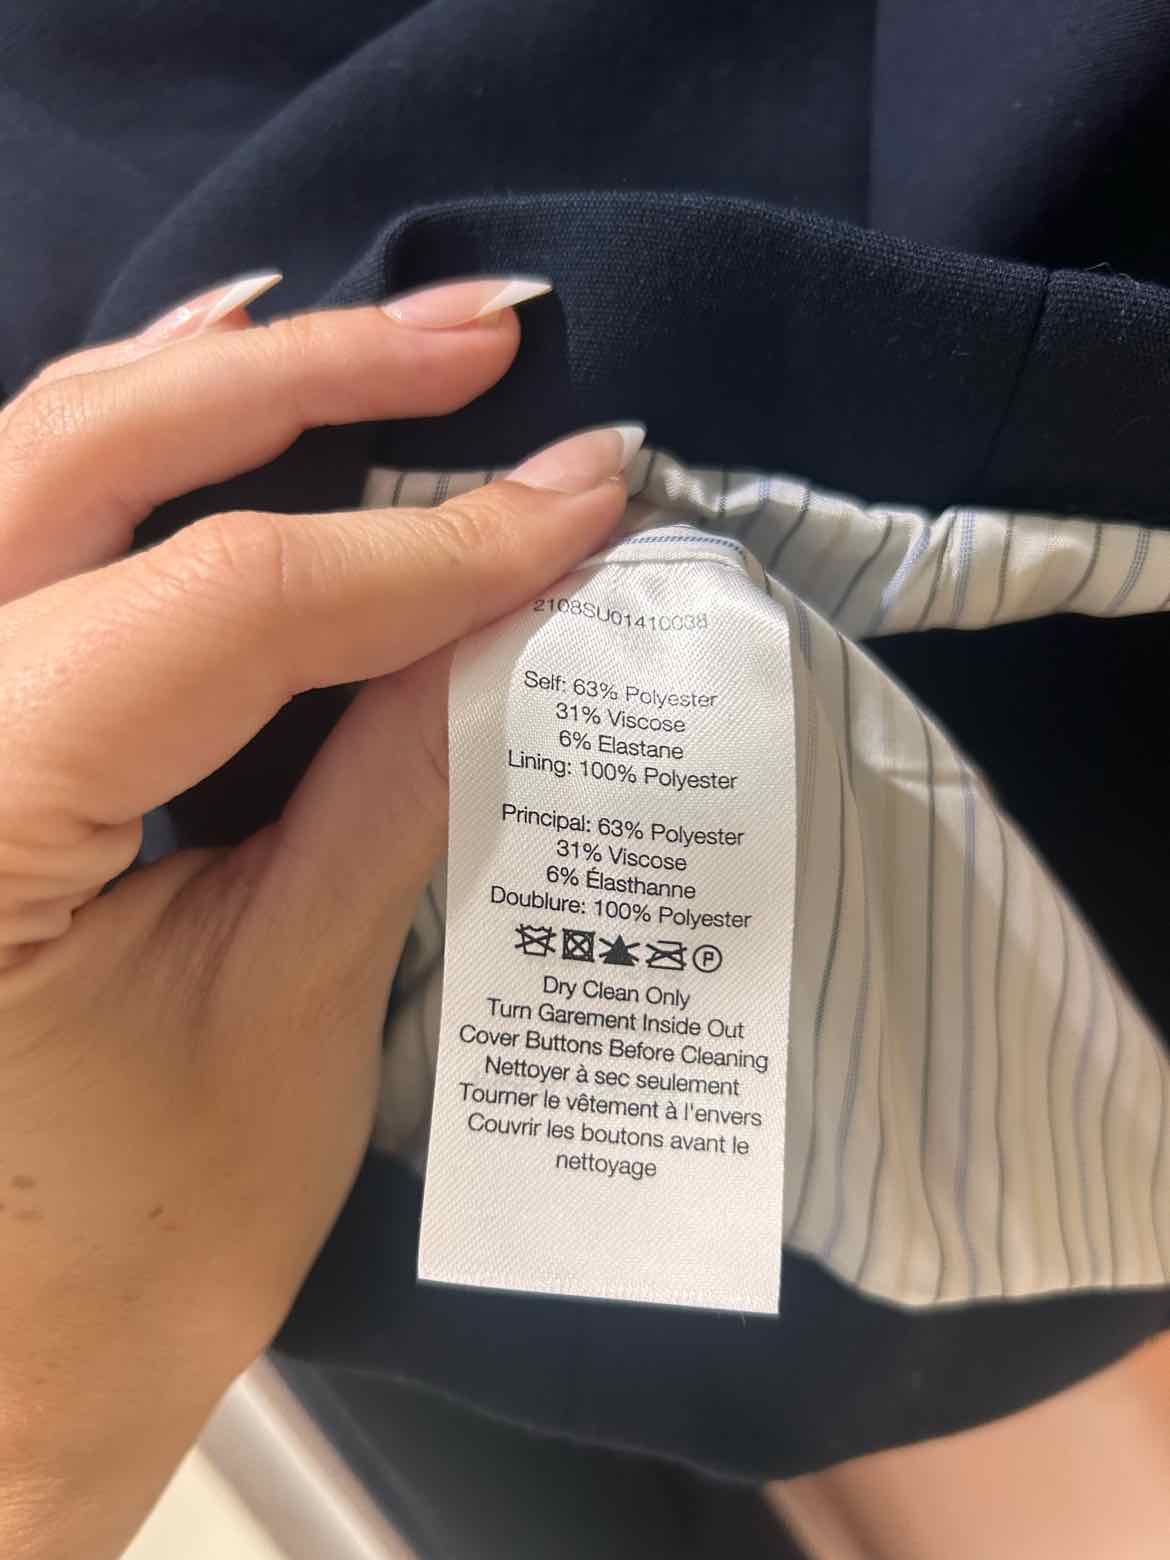 2108SU01410038
Self: 63% Polyester
31% Viscose
6% Elastane
Lining: 100% Polyester
Principal: 63% Polyester
31% Viscose
6% Élasthanne
Doublure: 100% Polyester
P
Dry Clean Only
Turn Garement Inside Out
Cover Buttons Before Cleaning
Nettoyer à sec seulement
Tourner le vêtement à l'envers
Couvrir les boutons avant le
nettoyage